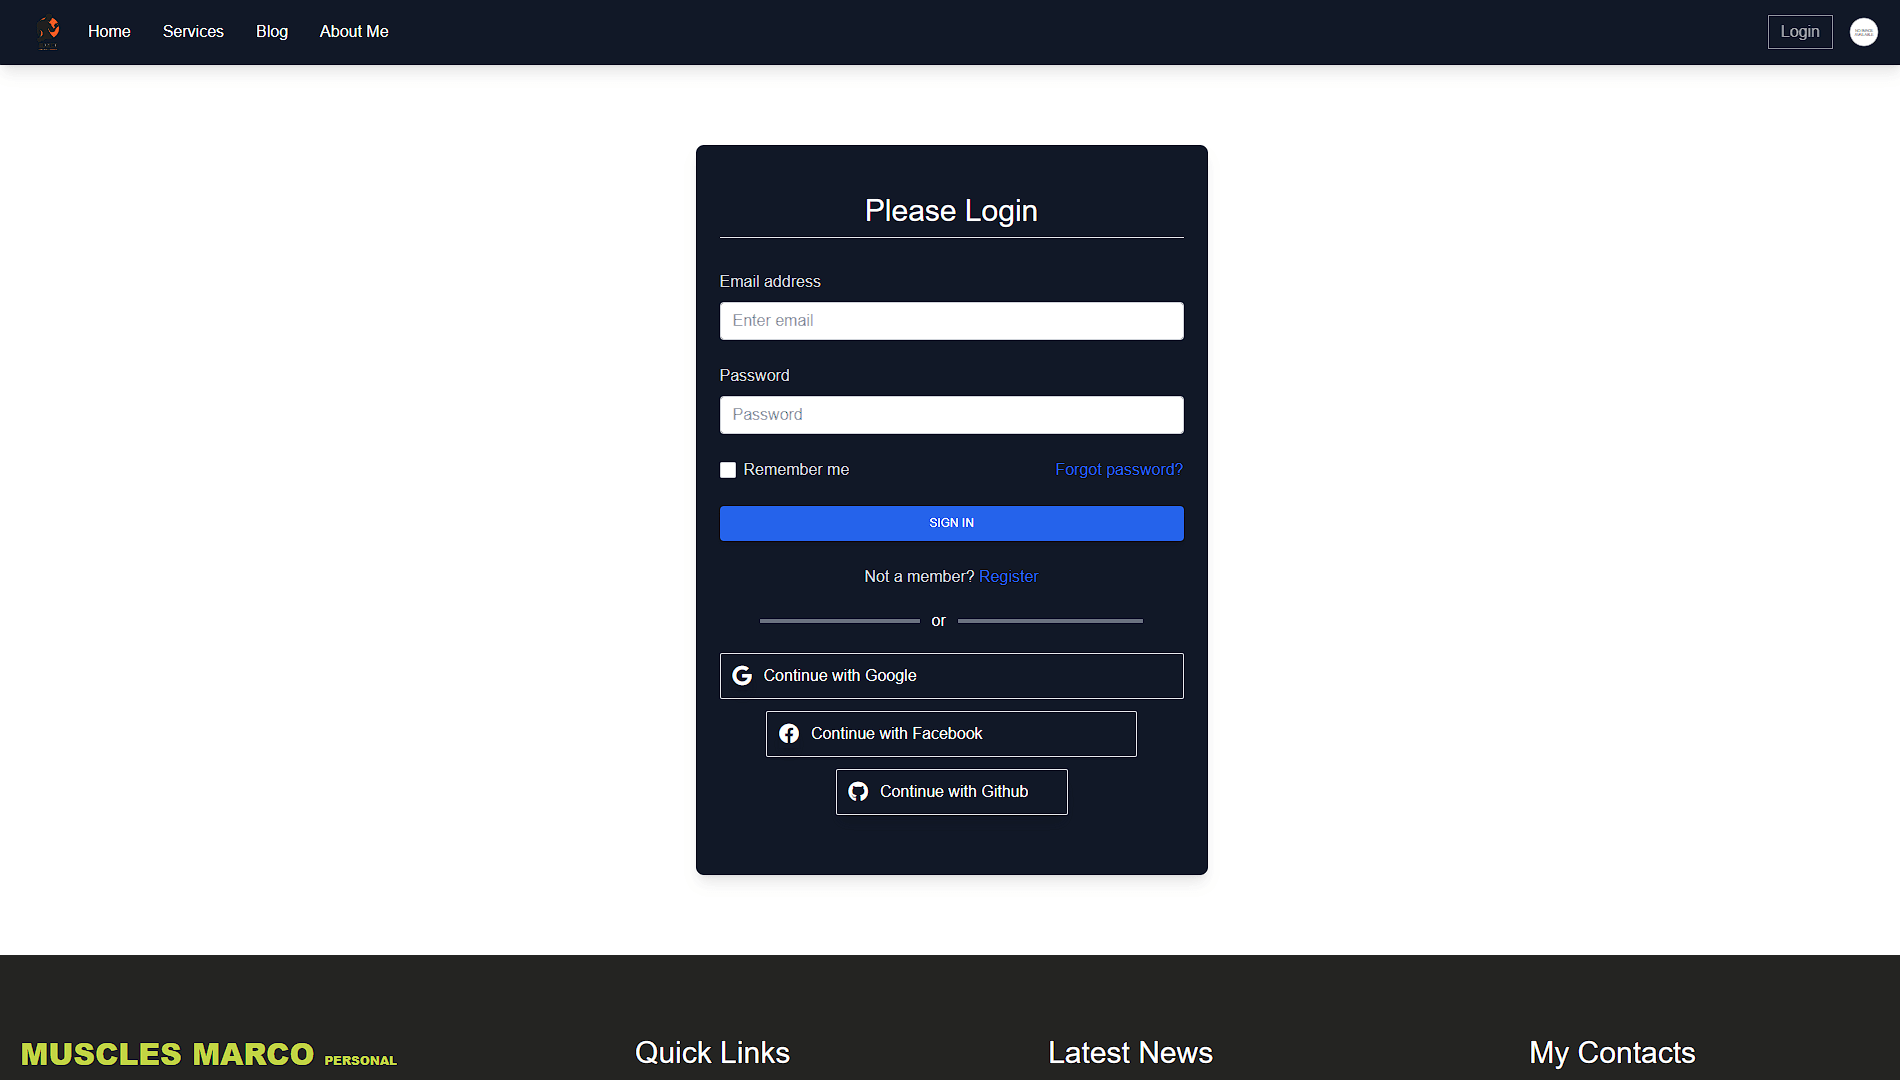 Home Services Blog About Me Login
Please Login
Email address
Enter email
Password
Password
Remember me Forgot password?
SIGN IN
Not a member? Register
or
Continue with Google
Continue with Facebook
Continue with Github
MUSCLES MARCO PERSONAL Quick Links Latest News My Contacts